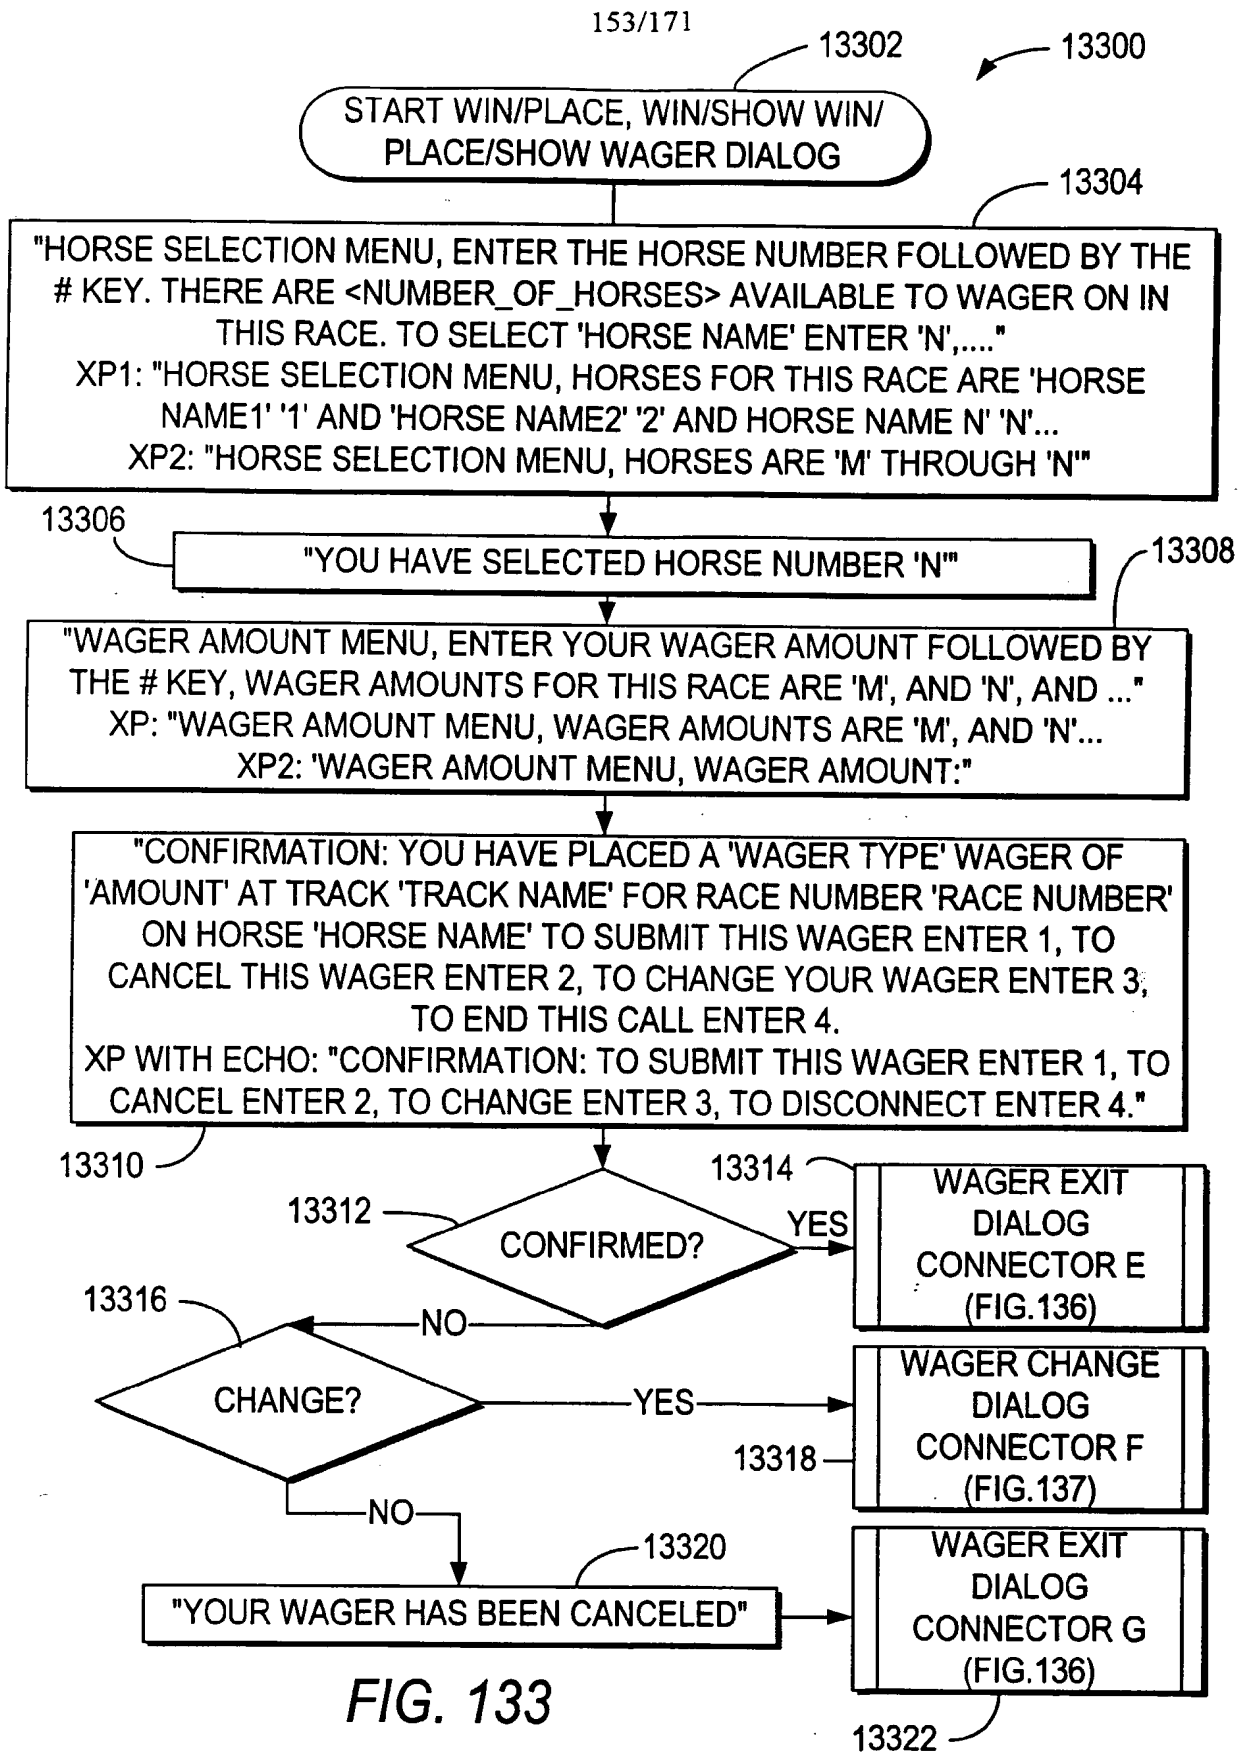 153/171
13302
13300
START WIN/PLACE, WIN/SHOW WIN/
PLACE/SHOW WAGER DIALOG
13304
"HORSE SELECTION MENU, ENTER THE HORSE NUMBER FOLLOWED BY THE
# KEY. THERE ARE <NUMBER_OF_HORSES> AVAILABLE TO WAGER ON IN
THIS RACE. TO SELECT 'HORSE NAME' ENTER 'N',...."
XP1: "HORSE SELECTION MENU, HORSES FOR THIS RACE ARE 'HORSE
NAME1' '1' AND 'HORSE NAME2' '2' AND HORSE NAME N' 'N'...
XP2: "HORSE SELECTION MENU, HORSES ARE 'M' THROUGH 'N'"
13306
"YOU HAVE SELECTED HORSE NUMBER 'N'"
13308
"WAGER AMOUNT MENU, ENTER YOUR WAGER AMOUNT FOLLOWED BY
THE # KEY, WAGER AMOUNTS FOR THIS RACE ARE 'M', AND 'N', AND ..."
XP: "WAGER AMOUNT MENU, WAGER AMOUNTS ARE 'M', AND 'N'...
XP2: 'WAGER AMOUNT MENU, WAGER AMOUNT:"
"CONFIRMATION: YOU HAVE PLACED A 'WAGER TYPE' WAGER OF
'AMOUNT' AT TRACK 'TRACK NAME' FOR RACE NUMBER 'RACE NUMBER'
ON HORSE 'HORSE NAME' TO SUBMIT THIS WAGER ENTER 1, TO
CANCEL THIS WAGER ENTER 2, TO CHANGE YOUR WAGER ENTER 3,
TO END THIS CALL ENTER 4.
XP WITH ECHO: "CONFIRMATION: TO SUBMIT THIS WAGER ENTER 1, TO
CANCEL ENTER 2, TO CHANGE ENTER 3, TO DISCONNECT ENTER 4."
13310
13312
CONFIRMED?
YES
13314
WAGER EXIT
DIALOG
CONNECTOR E
(FIG.136)
NO
13316
CHANGE?
YES
13318
WAGER CHANGE
DIALOG
CONNECTOR F
(FIG.137)
NO
13320
"YOUR WAGER HAS BEEN CANCELED"
WAGER EXIT
DIALOG
CONNECTOR G
(FIG.136)
13322
FIG. 133